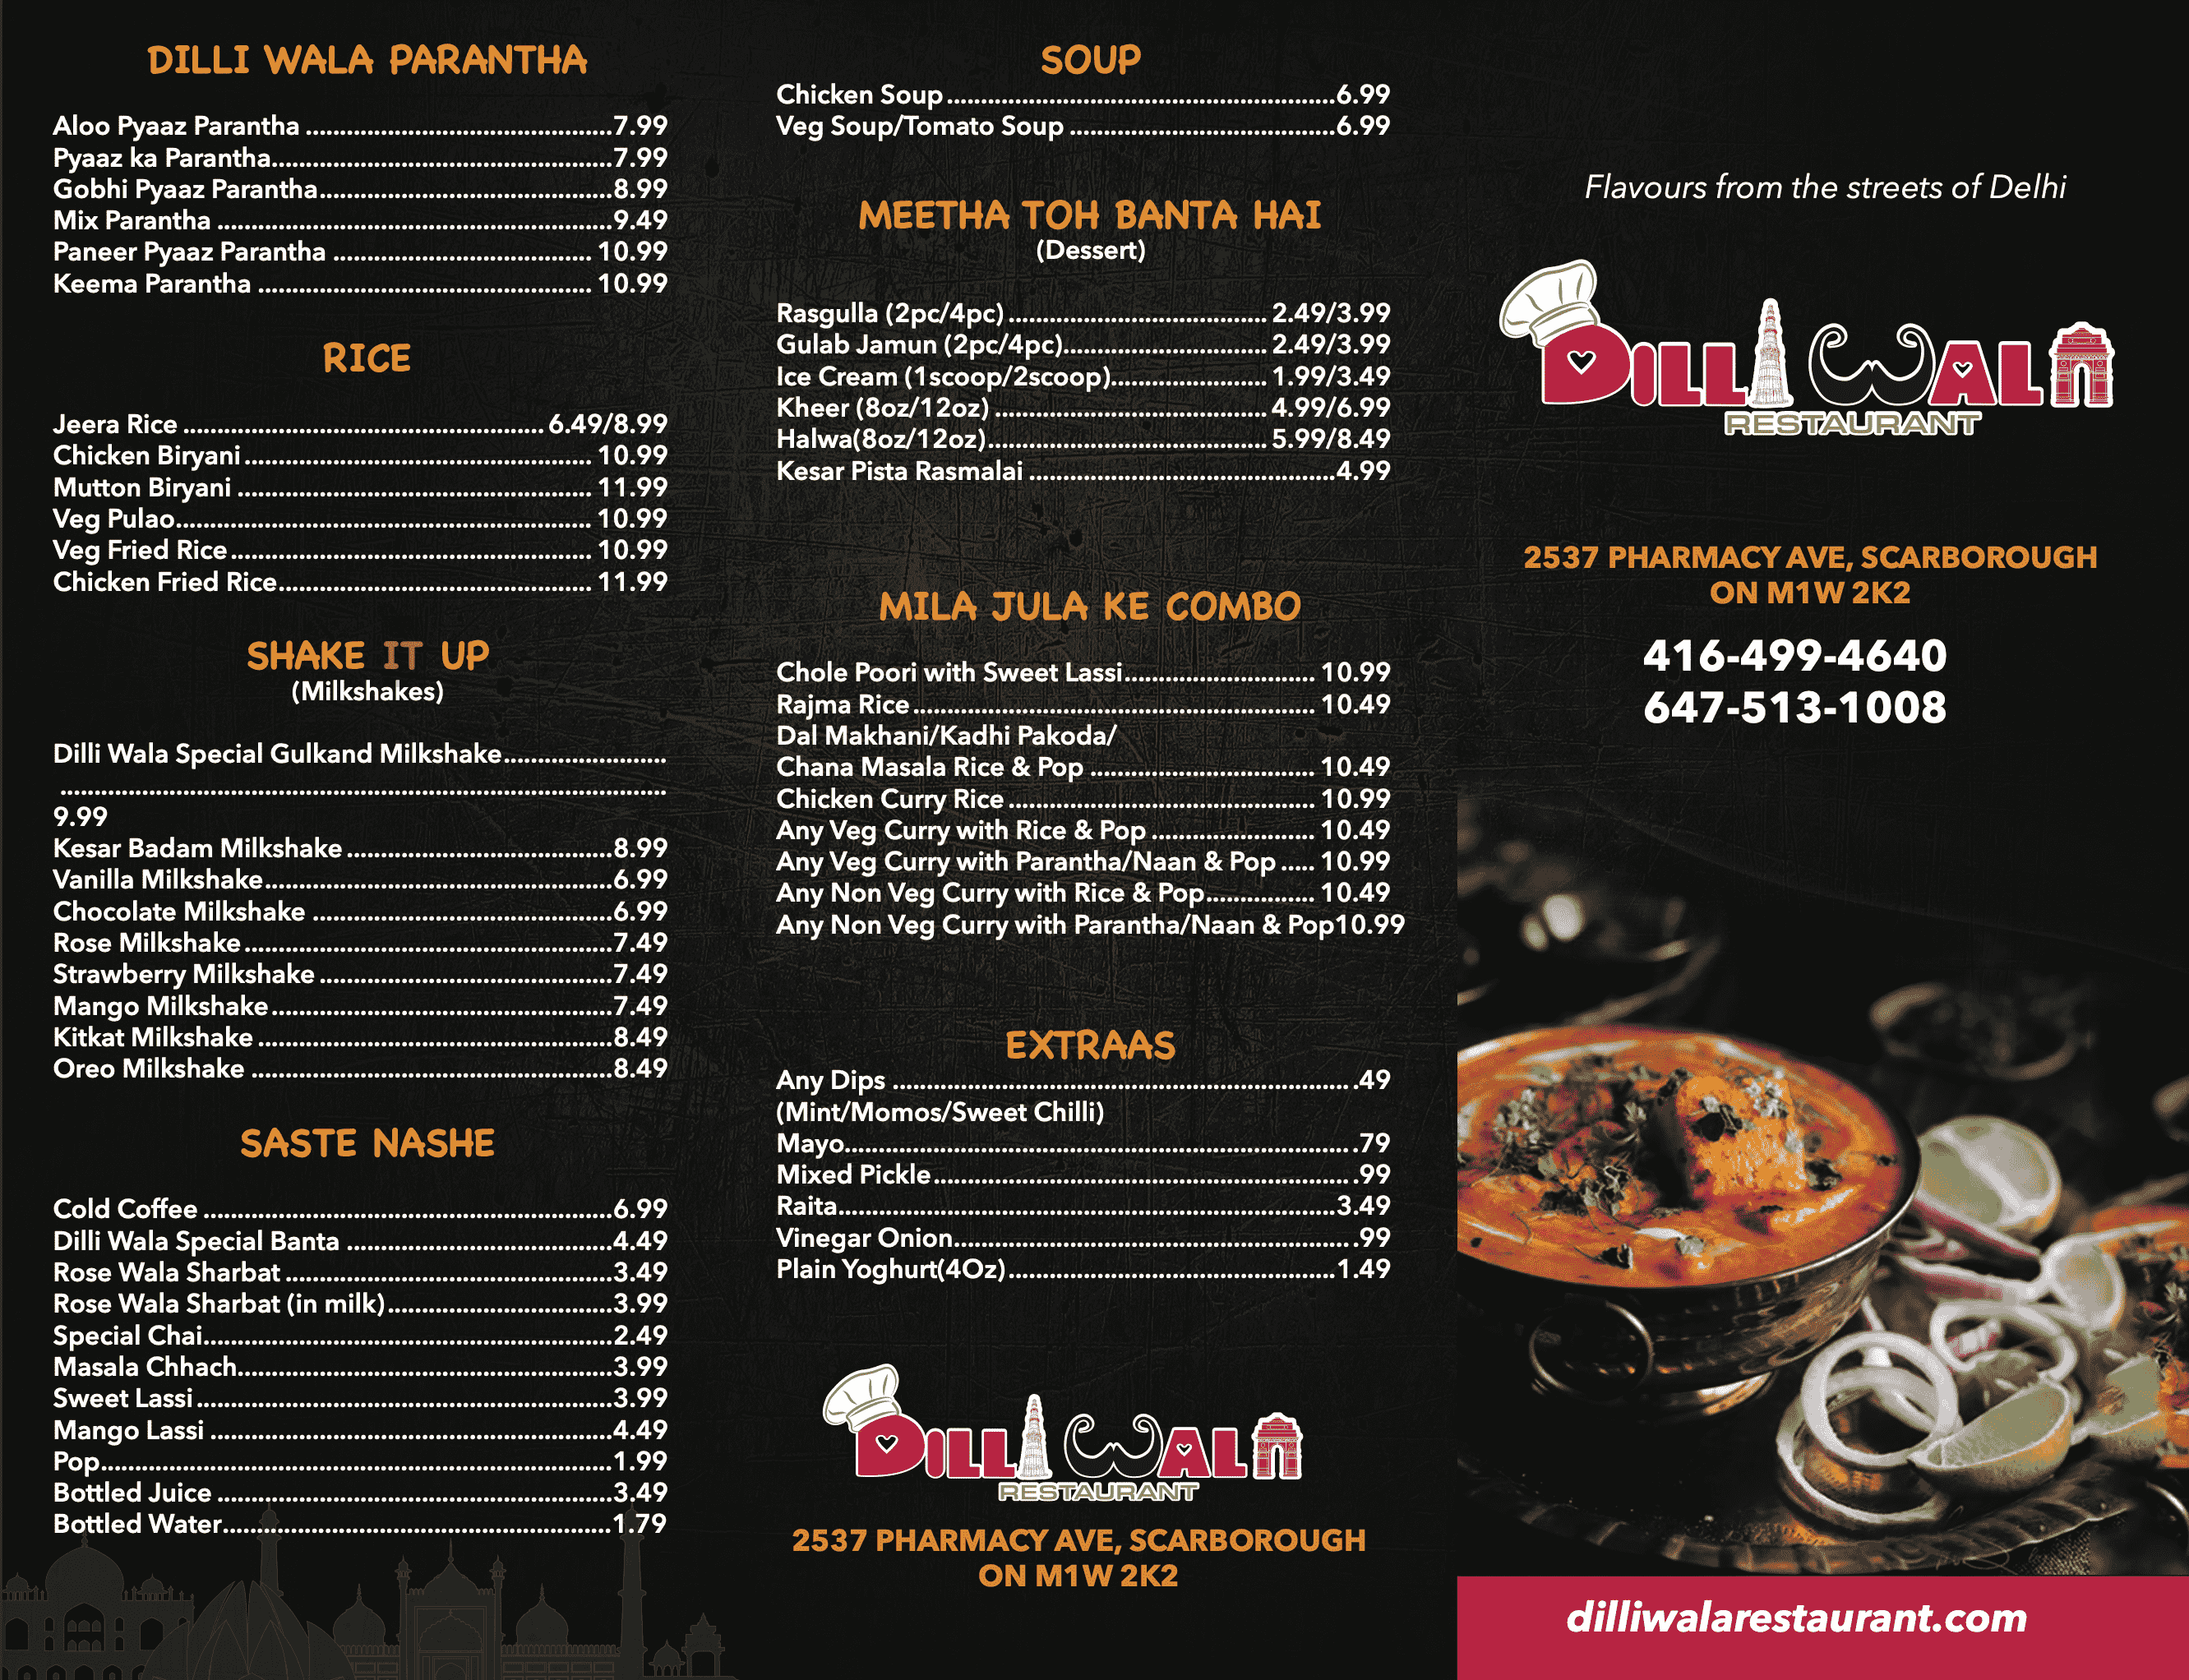 DILLI WALA PARANTHA
Aloo Pyaaz Parantha ..............................................7.99
Pyaaz ka Parantha...................................................7.99
Gobhi Pyaaz Parantha............................................8.99
Mix Parantha ...........................................................9.49
Paneer Pyaaz Parantha ...................................... 10.99
Keema Parantha ................................................. 10.99
RICE
Jeera Rice ..................................................... 6.49/8.99
Chicken Biryani................................................... 10.99
Mutton Biryani .................................................... 11.99
Veg Pulao............................................................. 10.99
Veg Fried Rice..................................................... 10.99
Chicken Fried Rice.............................................. 11.99
SHAKE IT UP
(Milkshakes)
Dilli Wala Special Gulkand Milkshake........................
..........................................................................................
9.99
Kesar Badam Milkshake........................................8.99
Vanilla Milkshake....................................................6.99
Chocolate Milkshake .............................................6.99
Rose Milkshake.......................................................7.49
Strawberry Milkshake ............................................7.49
Mango Milkshake...................................................7.49
Kitkat Milkshake .....................................................8.49
Oreo Milkshake ......................................................8.49
SASTE NASHE
Cold Coffee .............................................................6.99
Dilli Wala Special Banta ........................................4.49
Rose Wala Sharbat .................................................3.49
Rose Wala Sharbat (in milk)..................................3.99
Special Chai.............................................................2.49
Masala Chhach........................................................3.99
Sweet Lassi..............................................................3.99
Mango Lassi ............................................................4.49
Pop............................................................................1.99
Bottled Juice ...........................................................3.49
Bottled Water..........................................................1.79
SOUP
Chicken Soup..........................................................6.99
Veg Soup/Tomato Soup ........................................6.99
MEETHA TOH BANTA HAI
(Dessert)
Rasgulla (2pc/4pc)...................................... 2.49/3.99
Gulab Jamun (2pc/4pc).............................. 2.49/3.99
Ice Cream (1scoop/2scoop)....................... 1.99/3.49
Kheer (8oz/12oz) ........................................ 4.99/6.99
Halwa(8oz/12oz)......................................... 5.99/8.49
Kesar Pista Rasmalai ..............................................4.99
MILA JULA KE COMBO
Chole Poori with Sweet Lassi............................ 10.99
Rajma Rice ........................................................... 10.49
Dal Makhani/Kadhi Pakoda/
Chana Masala Rice & Pop ................................. 10.49
Chicken Curry Rice ............................................. 10.99
Any Veg Curry with Rice & Pop ........................ 10.49
Any Veg Curry with Parantha/Naan & Pop ..... 10.99
Any Non Veg Curry with Rice & Pop................ 10.49
Any Non Veg Curry with Parantha/Naan & Pop10.99
EXTRAAS
Any Dips .....................................................................49
(Mint/Momos/Sweet Chilli)
Mayo............................................................................79
Mixed Pickle...............................................................99
Raita..........................................................................3.49
Vinegar Onion............................................................99
Plain Yoghurt(4Oz).................................................1.49
DILLI WALA
RESTAURANT
2537 PHARMACY AVE, SCARBOROUGH
ON M1W 2K2
Flavours from the streets of Delhi
DILLI WALA
RESTAURANT
2537 PHARMACY AVE, SCARBOROUGH
ON M1W 2K2
416-499-4640
647-513-1008
dilliwalarestaurant.com